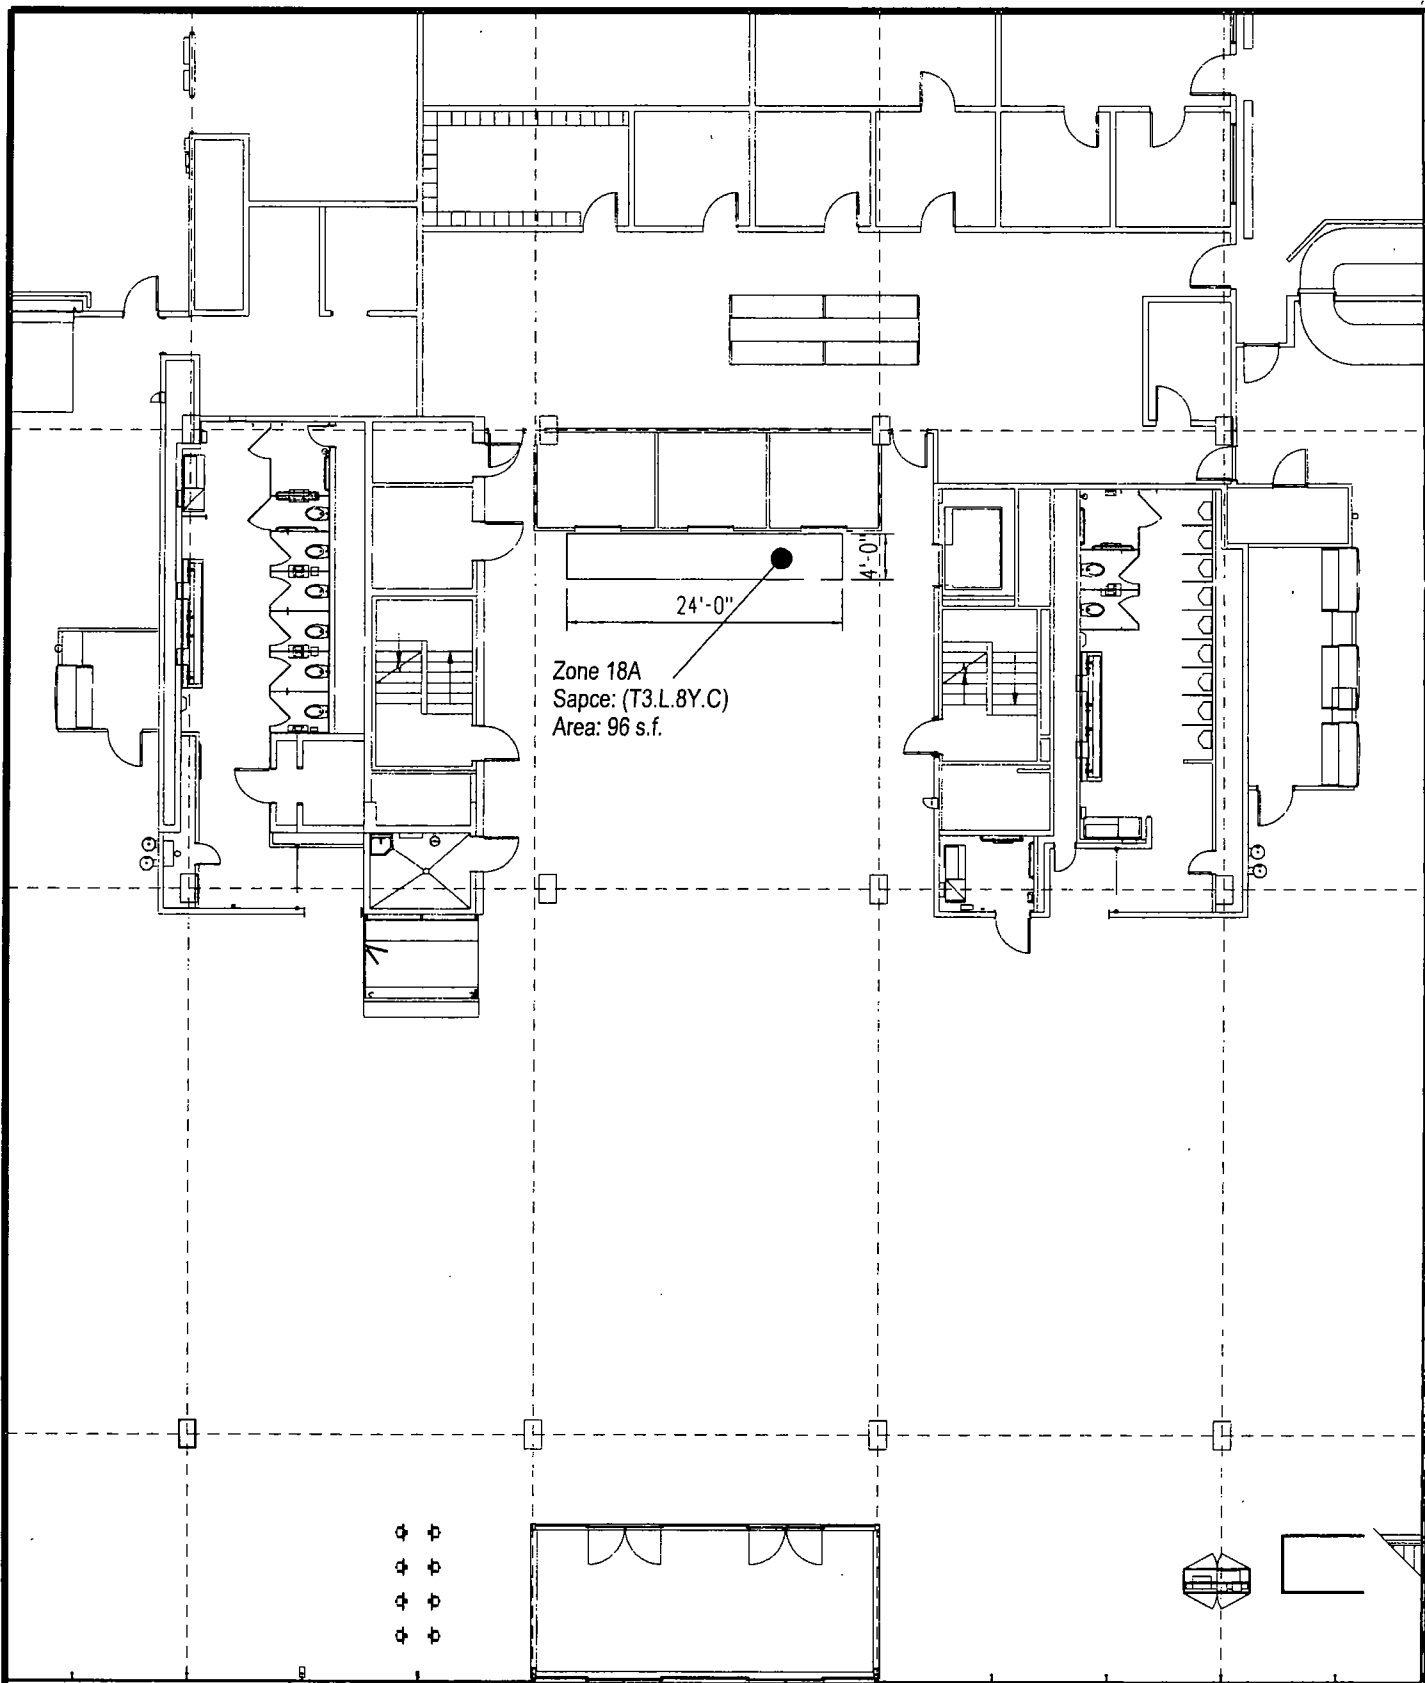 4'-0"
24'-0"
Zone 18A
Sapce: (T3.L.8Y.C)
Area: 96 s.f.